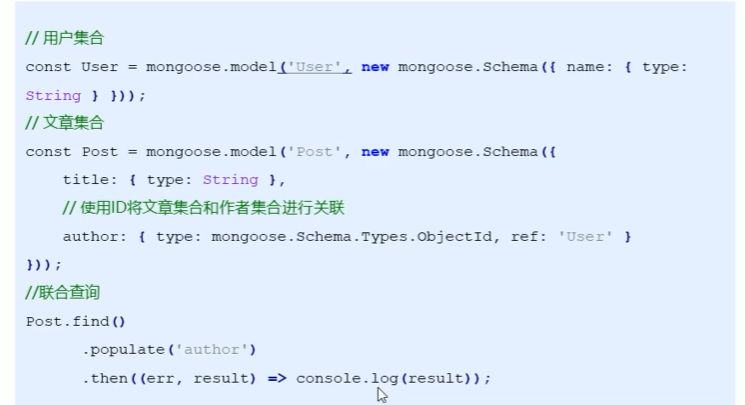 // 用户集合
const User = mongoose.model('User', new mongoose.Schema({ name: { type:
String } }));
// 文章集合
const Post = mongoose.model('Post', new mongoose.Schema({
    title: { type: String },
    // 使用ID将文章集合和作者集合进行关联
    author: { type: mongoose.Schema.Types.ObjectId, ref: 'User' }
}));
//联合查询
Post.find()
      .populate('author')
      .then((err, result) => console.log(result));